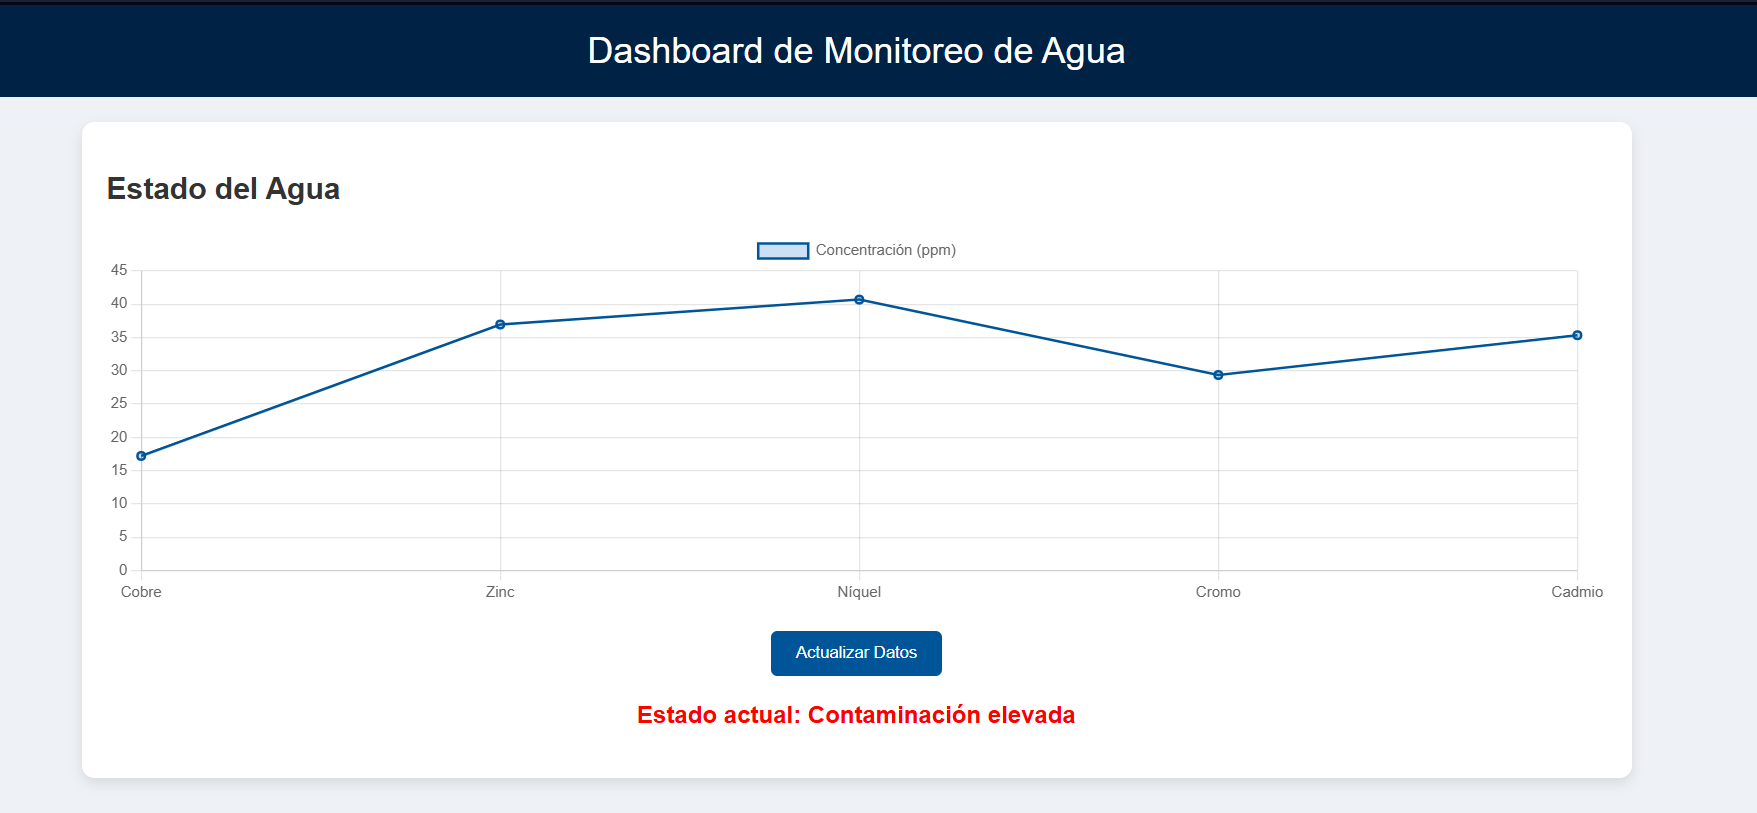 Dashboard de Monitoreo de Agua
Estado del Agua
Concentración (ppm)
45
40
35
30
25
20
15
10
5
0
Cobre Zinc Níquel Cromo Cadmio
Actualizar Datos
Estado actual: Contaminación elevada